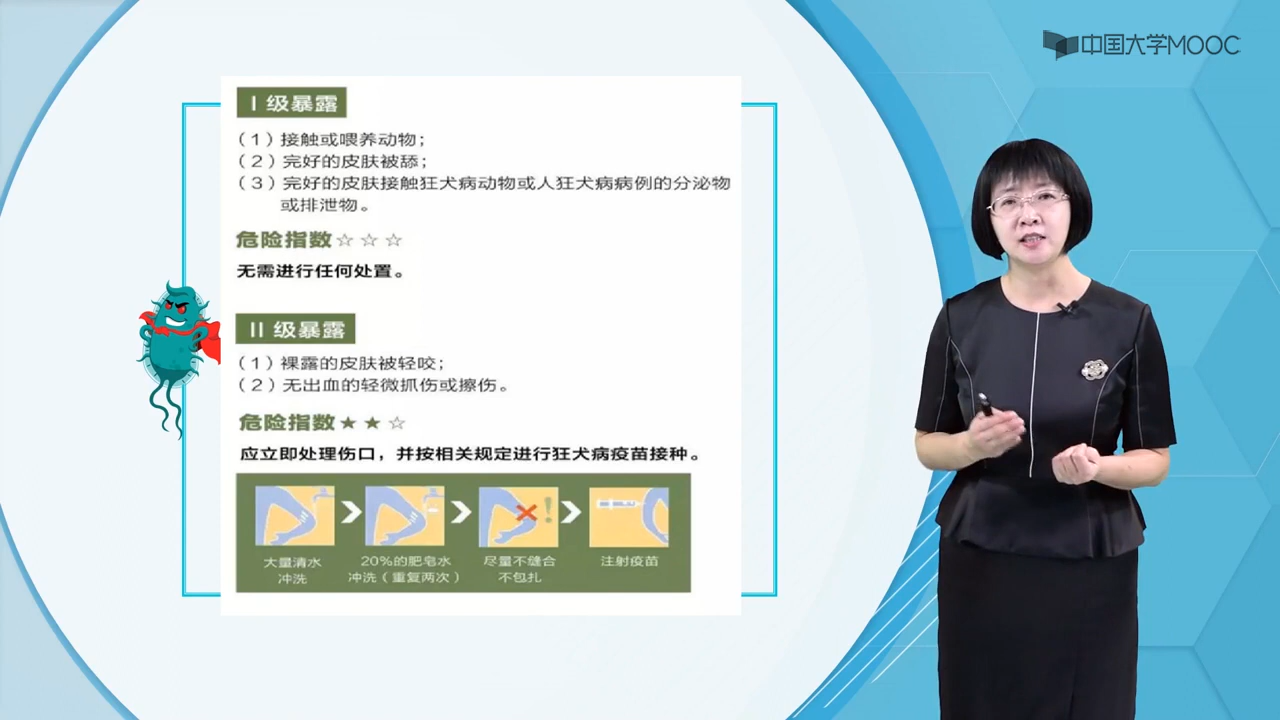 中国大学MOOC
Ⅰ 级暴露
（1）接触或喂养动物；
（2）完好的皮肤被舔；
（3）完好的皮肤接触狂犬病动物或人狂犬病病例的分泌物
或排泄物。
危险指数☆☆☆
无需进行任何处置。
Ⅱ 级暴露
（1）裸露的皮肤被轻咬；
（2）无出血的轻微抓伤或擦伤。
危险指数★★☆
应立即处理伤口，并按相关规定进行狂犬病疫苗接种。
大量清水
冲洗
20%的肥皂水
冲洗（重复两次）
尽量不缝合
不包扎
注射疫苗